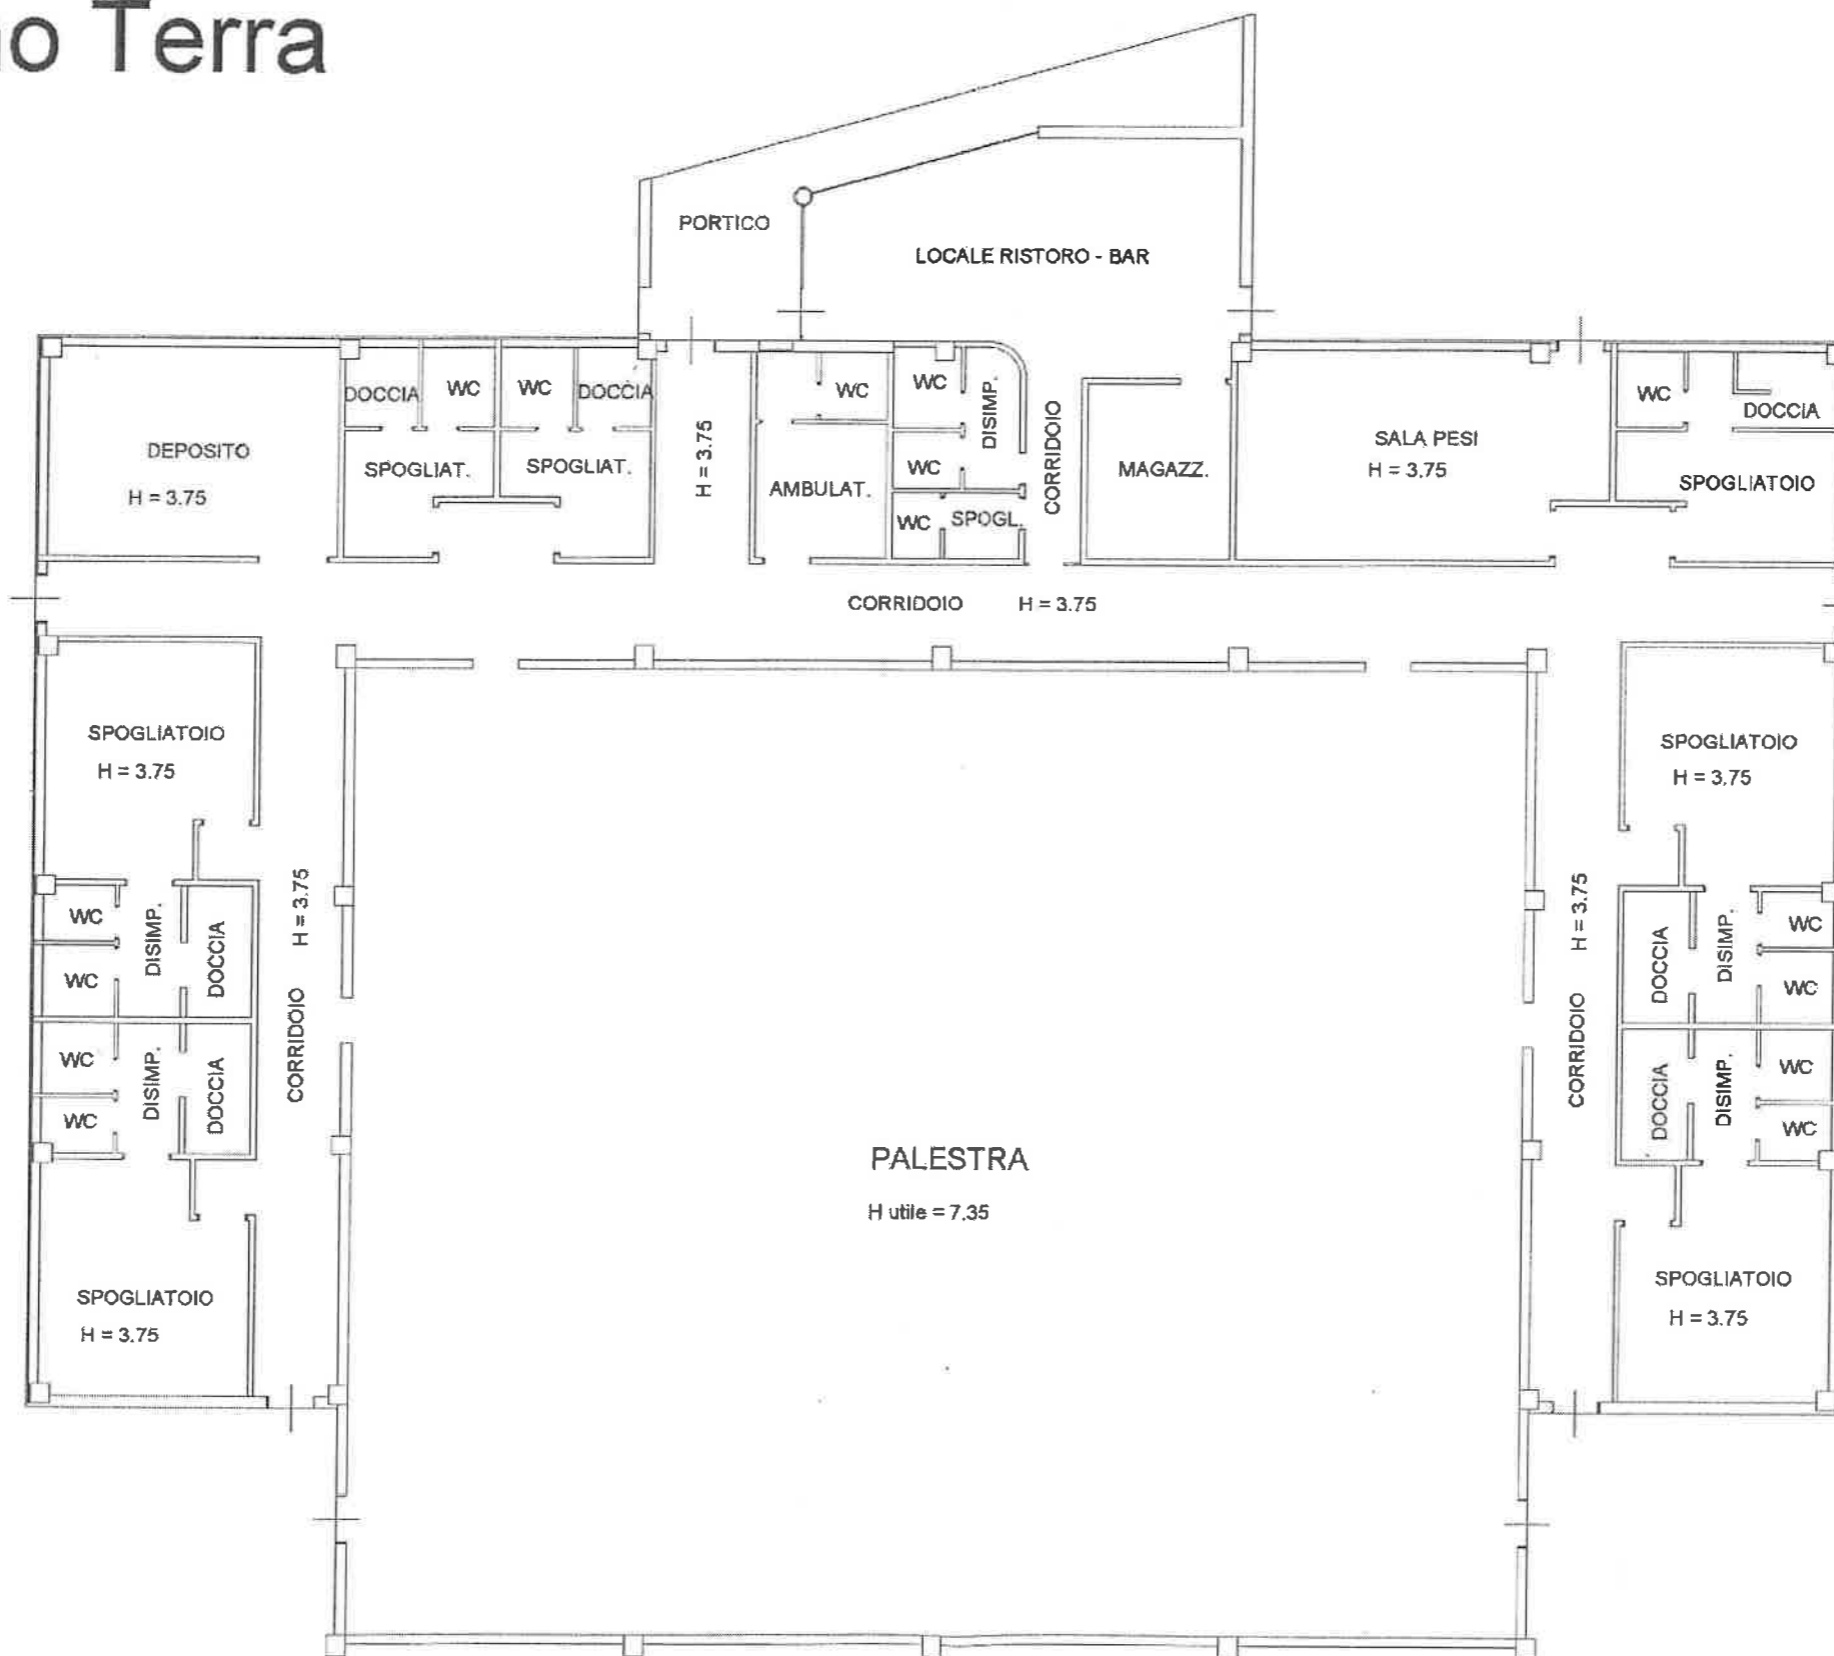 o Terra
PORTICO
LOCALE RISTORO - BAR
DOCCIA
WC
WC
DOCCIA
WC
WC
DISIMP.
WC
DOCCIA
DEPOSITO
H = 3.75
SPOGLIAT.
SPOGLIAT.
H = 3.75
AMBULAT.
WC
WC
SPOGL.
CORRIDOIO
MAGAZZ.
SALA PESI
H = 3.75
SPOGLIATOIO
CORRIDOIO H = 3.75
SPOGLIATOIO
H = 3.75
SPOGLIATOIO
H = 3.75
WC
WC
DISIMP.
DOCCIA
WC
WC
DISIMP.
DOCCIA
CORRIDOIO H = 3.75
CORRIDOIO H = 3.75
DOCCIA
DISIMP.
WC
WC
DOCCIA
DISIMP.
WC
WC
PALESTRA
H utile = 7.35
SPOGLIATOIO
H = 3.75
SPOGLIATOIO
H = 3.75